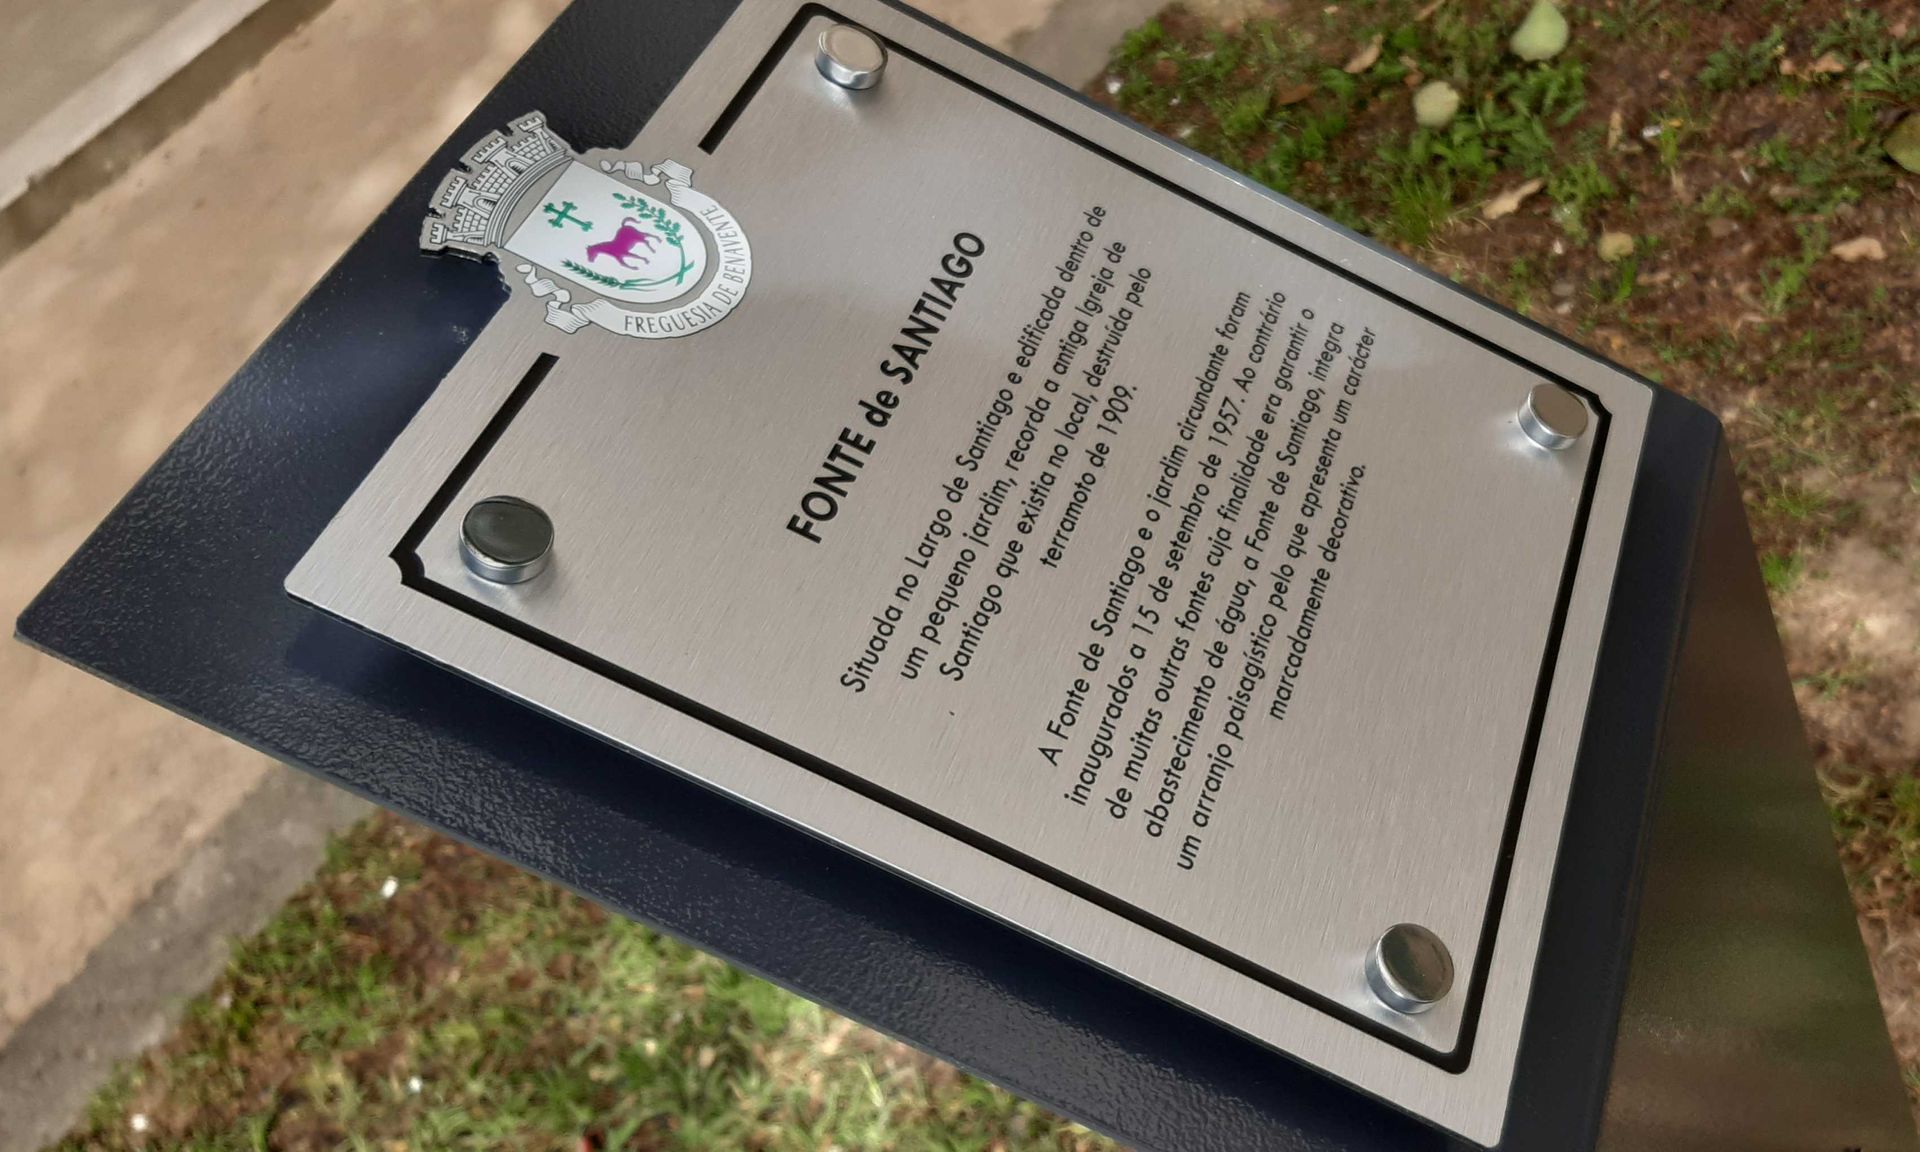 FREGUESIA DE BENAVENTE
FONTE de SANTIAGO
Situada no Largo de Santiago e edificada dentro de
um pequeno jardim, recorda a antiga Igreja de
Santiago que existia no local, destruída pelo
terramoto de 1909.
A Fonte de Santiago e o jardim circundante foram
inaugurados a 15 de setembro de 1957. Ao contrário
de muitas outras fontes cuja finalidade era garantir o
abastecimento de água, a Fonte de Santiago, integra
um arranjo paisagístico pelo que apresenta um carácter
marcadamente decorativo.